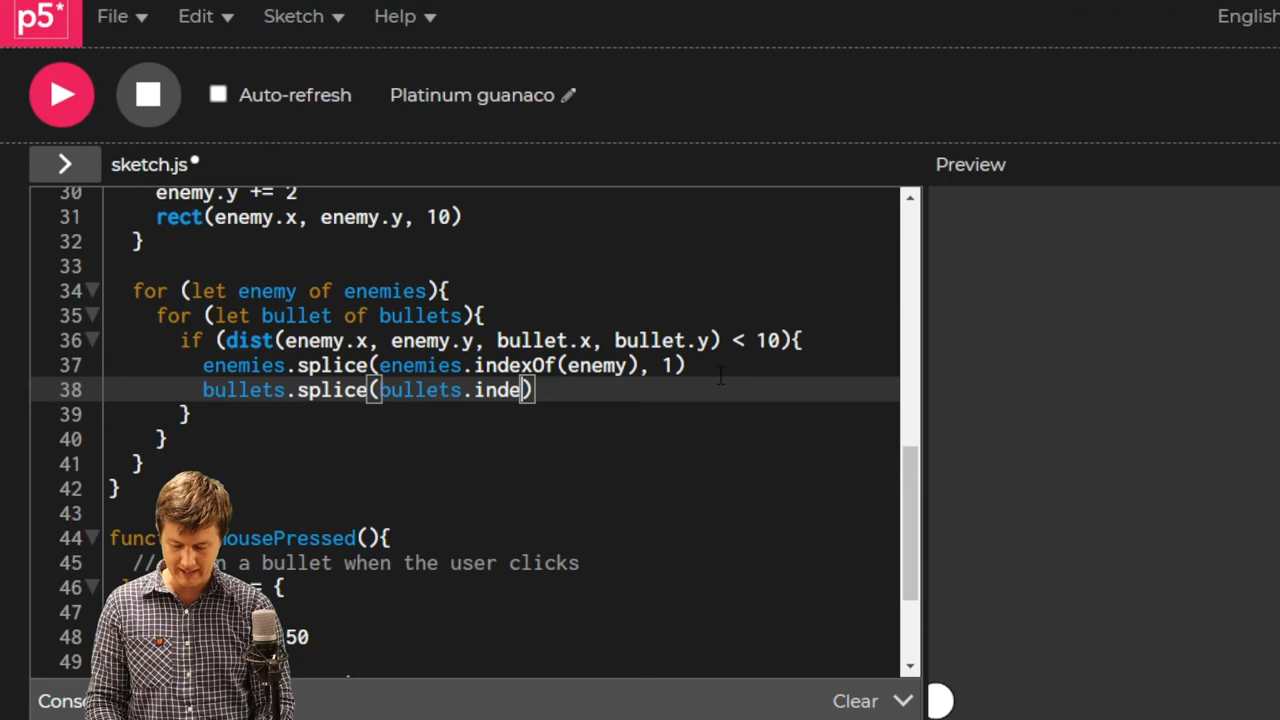 p5* File Edit Sketch Help English
Auto-refresh Platinum guanaco
sketch.js Preview
30 enemy.y += 2
31 rect(enemy.x, enemy.y, 10)
32 }
33
34 for (let enemy of enemies){
35 for (let bullet of bullets){
36 if (dist(enemy.x, enemy.y, bullet.x, bullet.y) < 10){
37 enemies.splice(enemies.indexOf(enemy), 1)
38 bullets.splice(bullets.inde)
39 }
40 }
41 }
42 }
43
44 func ousePressed(){
45 // n a bullet when the user clicks
46 = {
47
48 50
49
Conso Clear